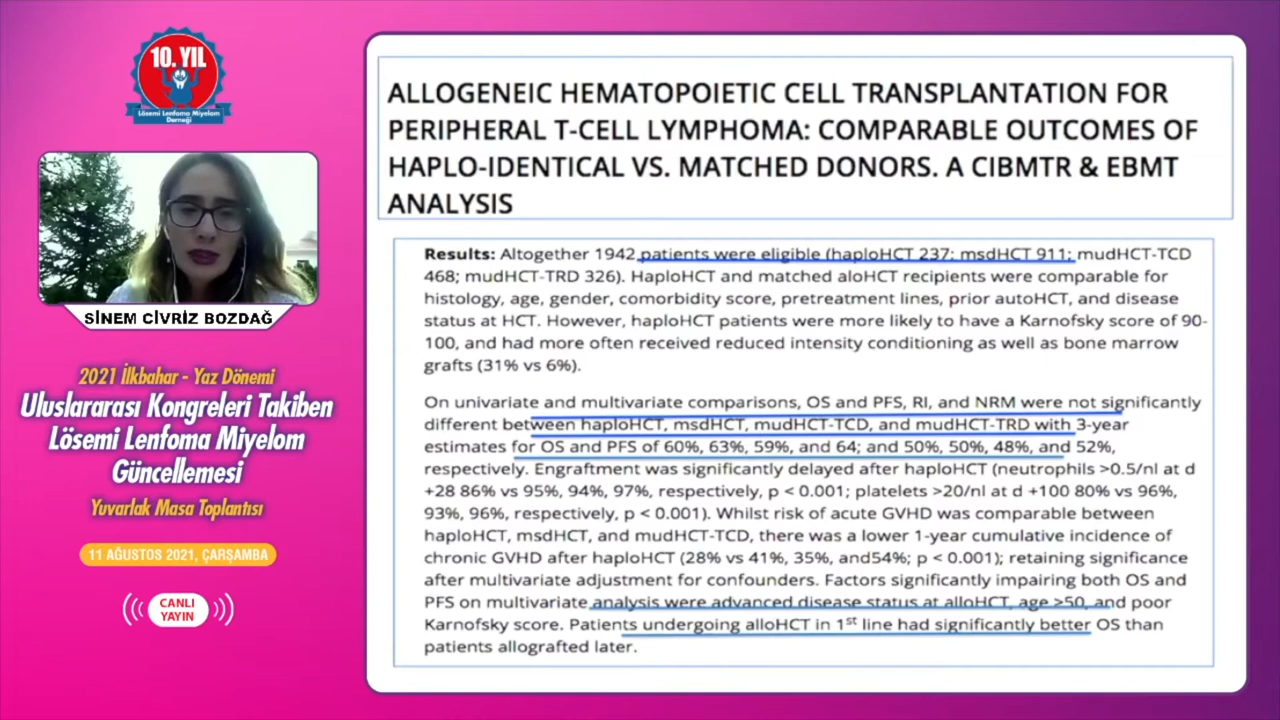 10. YIL
Lösemi Lenfoma Miyelom
Derneği
SİNEM CİVRİZ BOZDAĞ
2021 İlkbahar - Yaz Dönemi
Uluslararası Kongreleri Takiben
Lösemi Lenfoma Miyelom
Güncellemesi
Yuvarlak Masa Toplantısı
11 AĞUSTOS 2021, ÇARŞAMBA
CANLI
YAYIN
ALLOGENEIC HEMATOPOIETIC CELL TRANSPLANTATION FOR
PERIPHERAL T-CELL LYMPHOMA: COMPARABLE OUTCOMES OF
HAPLO-IDENTICAL VS. MATCHED DONORS. A CIBMTR & EBMT
ANALYSIS
Results: Altogether 1942 patients were eligible (haploHCT 237; msdHCT 911; mudHCT-TCD
468; mudHCT-TRD 326). HaploHCT and matched aloHCT recipients were comparable for
histology, age, gender, comorbidity score, pretreatment lines, prior autoHCT, and disease
status at HCT. However, haploHCT patients were more likely to have a Karnofsky score of 90-
100, and had more often received reduced intensity conditioning as well as bone marrow
grafts (31% vs 6%).
On univariate and multivariate comparisons, OS and PFS, RI, and NRM were not significantly
different between haploHCT, msdHCT, mudHCT-TCD, and mudHCT-TRD with 3-year
estimates for OS and PFS of 60%, 63%, 59%, and 64; and 50%, 50%, 48%, and 52%,
respectively. Engraftment was significantly delayed after haploHCT (neutrophils >0.5/nl at d
+28 86% vs 95%, 94%, 97%, respectively, p < 0.001; platelets >20/nl at d +100 80% vs 96%,
93%, 96%, respectively, p < 0.001). Whilst risk of acute GVHD was comparable between
haploHCT, msdHCT, and mudHCT-TCD, there was a lower 1-year cumulative incidence of
chronic GVHD after haploHCT (28% vs 41%, 35%, and54%; p < 0.001); retaining significance
after multivariate adjustment for confounders. Factors significantly impairing both OS and
PFS on multivariate analysis were advanced disease status at alloHCT, age ≥50, and poor
Karnofsky score. Patients undergoing alloHCT in 1st line had significantly better OS than
patients allografted later.